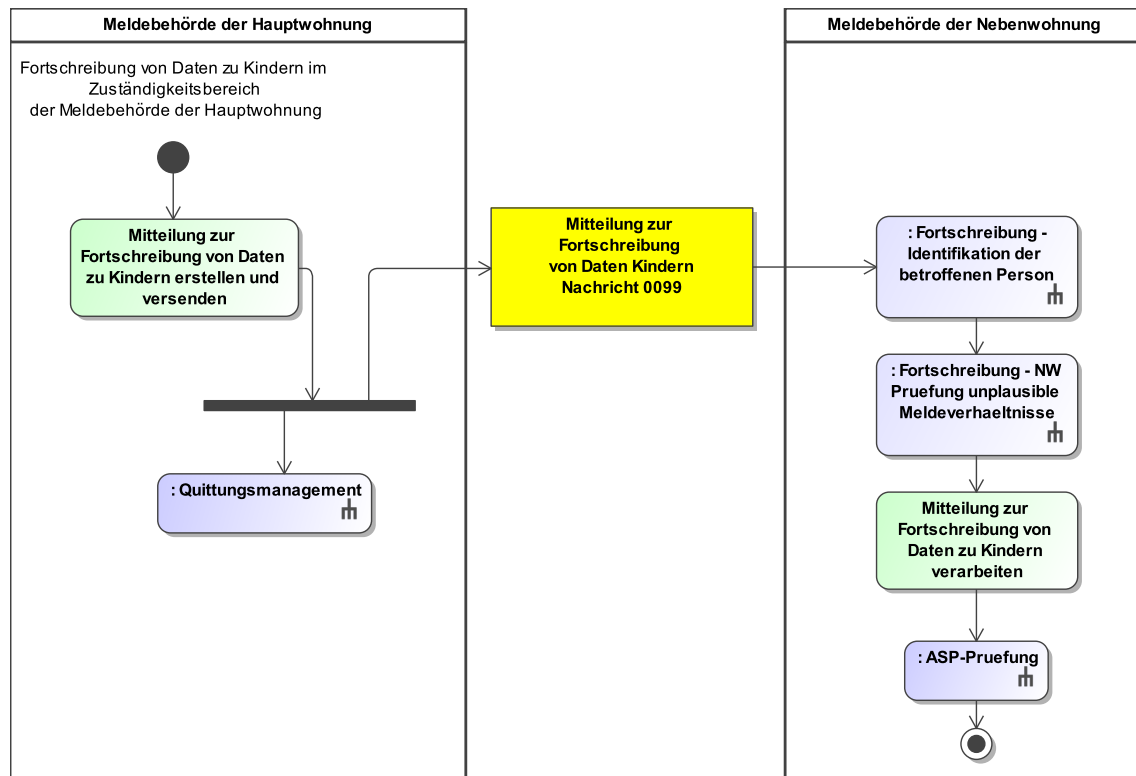 Meldebehörde der Hauptwohnung
Meldebehörde der Nebenwohnung
Fortschreibung von Daten zu Kindern im
Zuständigkeitsbereich
der Meldebehörde der Hauptwohnung
Mitteilung zur
Fortschreibung von Daten
zu Kindern erstellen und
versenden
: Quittungsmanagement
Mitteilung zur
Fortschreibung
von Daten Kindern
Nachricht 0099
: Fortschreibung -
Identifikation der
betroffenen Person
: Fortschreibung - NW
Pruefung unplausible
Meldeverhaeltnisse
Mitteilung zur
Fortschreibung von
Daten zu Kindern
verarbeiten
: ASP-Pruefung